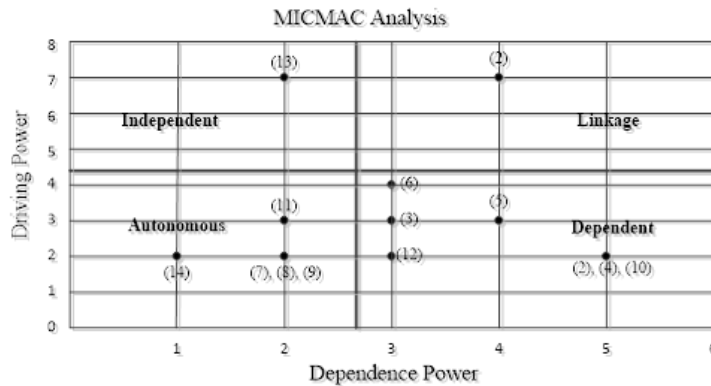 MICMAC Analysis
8
7
6
5
4
3
2
1
0
Driving Power
(13)
(2)
Independent
Linkage
(6)
(11)
(3)
(5)
Autonomous
Dependent
(12)
(14)
(7), (8), (9)
(2), (4), (10)
1
2
3
4
5
6
Dependence Power